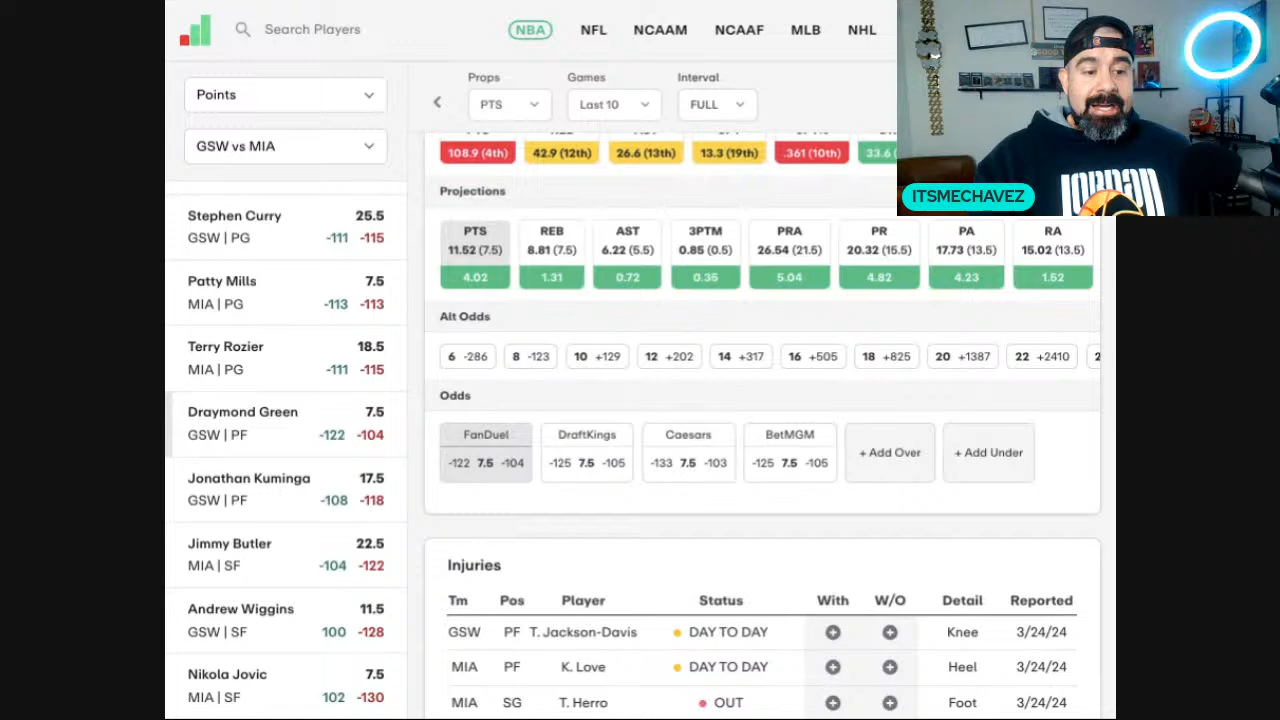 Search Players
NBA NFL NCAAM NCAAF MLB NHL
Points
GSW vs MIA
Props Games Interval
PTS Last 10 FULL
108.9 (4th) 42.9 (12th) 26.6 (13th) 13.3 (19th) .361 (10th) 33.6
Projections
PTS REB AST 3PTM PRA PR PA RA
11.52 (7.5) 8.81 (7.5) 6.22 (5.5) 0.85 (0.5) 26.54 (21.5) 20.32 (15.5) 17.73 (13.5) 15.02 (13.5)
4.02 1.31 0.72 0.35 5.04 4.82 4.23 1.52
Alt Odds
6 -286 8 -123 10 +129 12 +202 14 +317 16 +505 18 +825 20 +1387 22 +2410
Odds
FanDuel DraftKings Caesars BetMGM
-122 7.5 -104 -125 7.5 -105 -133 7.5 -103 -125 7.5 -105 + Add Over + Add Under
Stephen Curry 25.5
GSW | PG -111 -115
Patty Mills 7.5
MIA | PG -113 -113
Terry Rozier 18.5
MIA | PG -111 -115
Draymond Green 7.5
GSW | PF -122 -104
Jonathan Kuminga 17.5
GSW | PF -108 -118
Jimmy Butler 22.5
MIA | SF -104 -122
Andrew Wiggins 11.5
GSW | SF 100 -128
Nikola Jovic 7.5
MIA | SF 102 -130
Injuries
Tm Pos Player Status With W/O Detail Reported
GSW PF T. Jackson-Davis DAY TO DAY Knee 3/24/24
MIA PF K. Love DAY TO DAY Heel 3/24/24
MIA SG T. Herro OUT Foot 3/24/24
ITSMECHAVEZ
JORDAN